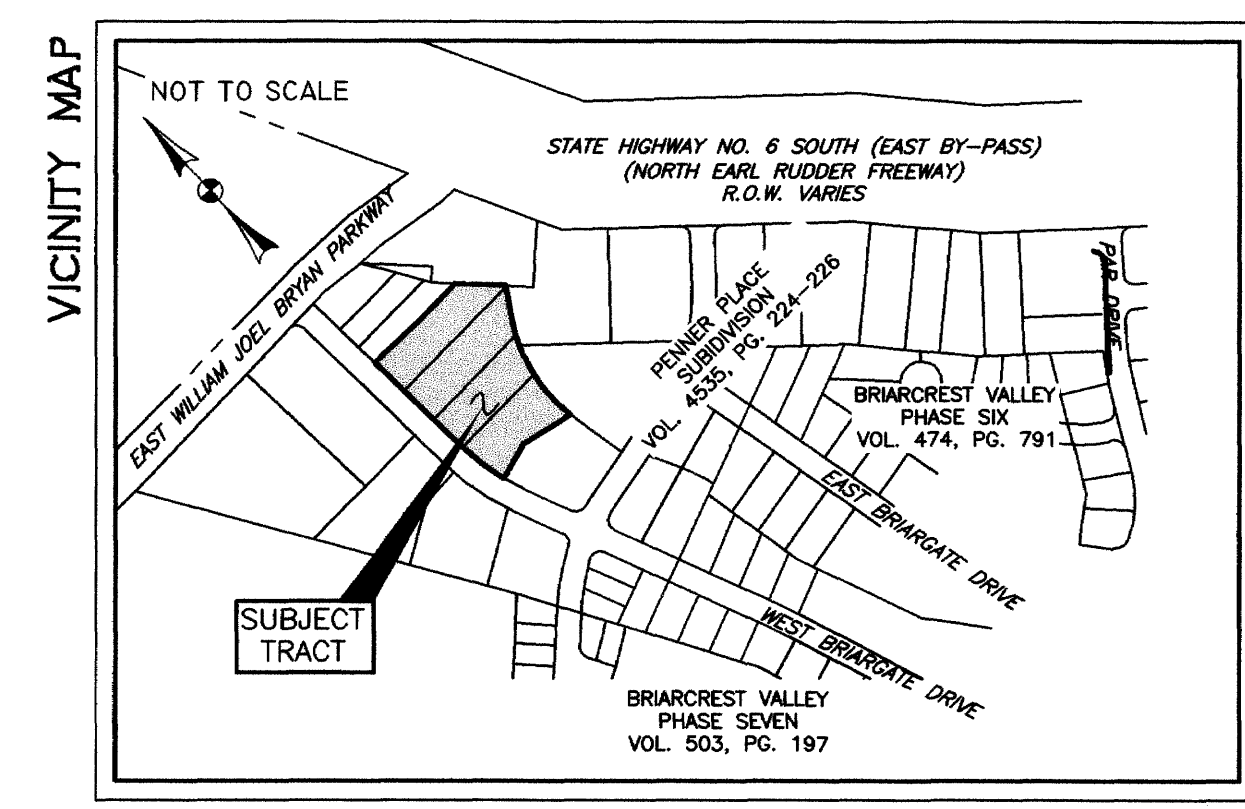 VICINITY MAP
NOT TO SCALE
STATE HIGHWAY NO. 6 SOUTH (EAST BY-PASS)
(NORTH EARL RUDDER FREEWAY)
R.O.W. VARIES
EAST WILLIAM JOEL BRYAN PARKWAY
PENNER PLACE
SUBIDIVISION
VOL. 4535, PG. 224-226
PAR DRIVE
BRIARCREST VALLEY
PHASE SIX
VOL. 474, PG. 791
2
EAST BRIARGATE DRIVE
SUBJECT
TRACT
WEST BRIARGATE DRIVE
BRIARCREST VALLEY
PHASE SEVEN
VOL. 503, PG. 197